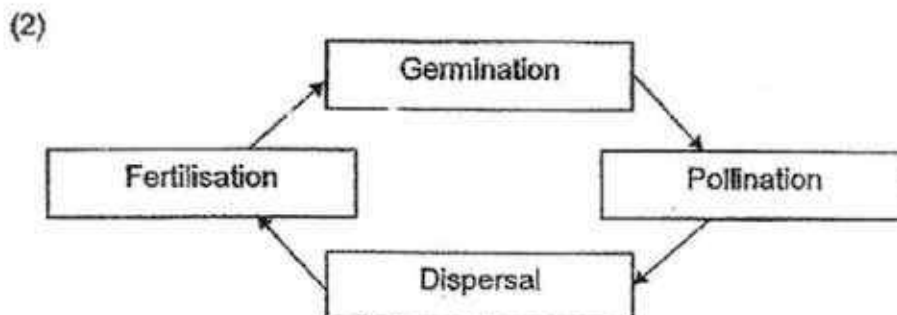 (2)
Germination
Fertilisation
Pollination
Dispersal